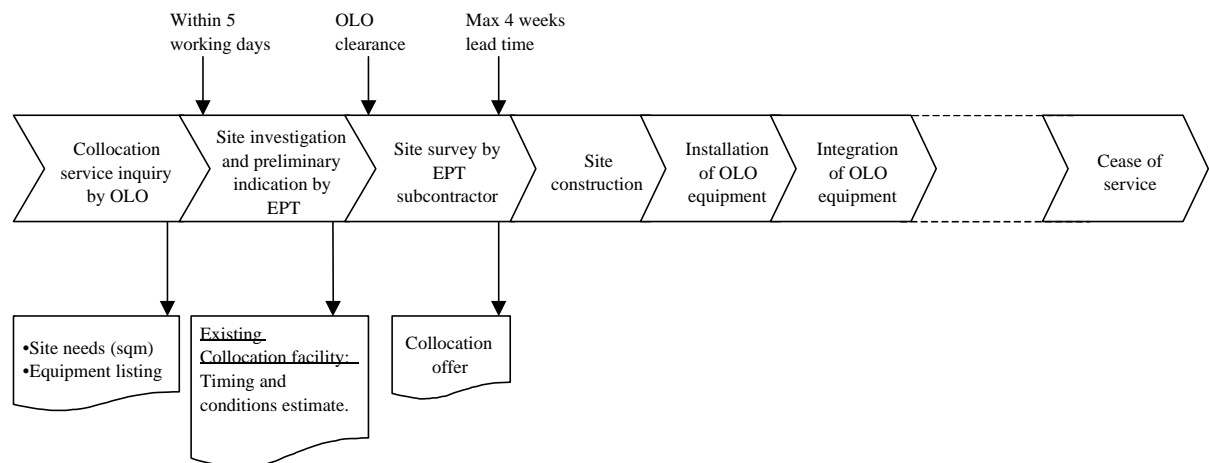 Within 5
working days
OLO
clearance
Max 4 weeks
lead time
Collocation
service inquiry
by OLO
Site investigation
and preliminary
indication by
EPT
Site survey by
EPT
subcontractor
Site
construction
Installation
of OLO
equipment
Integration
of OLO
equipment
Cease of
service
•Site needs (sqm)
•Equipment listing
Existing
Collocation facility:
Timing and
conditions estimate.
Collocation
offer